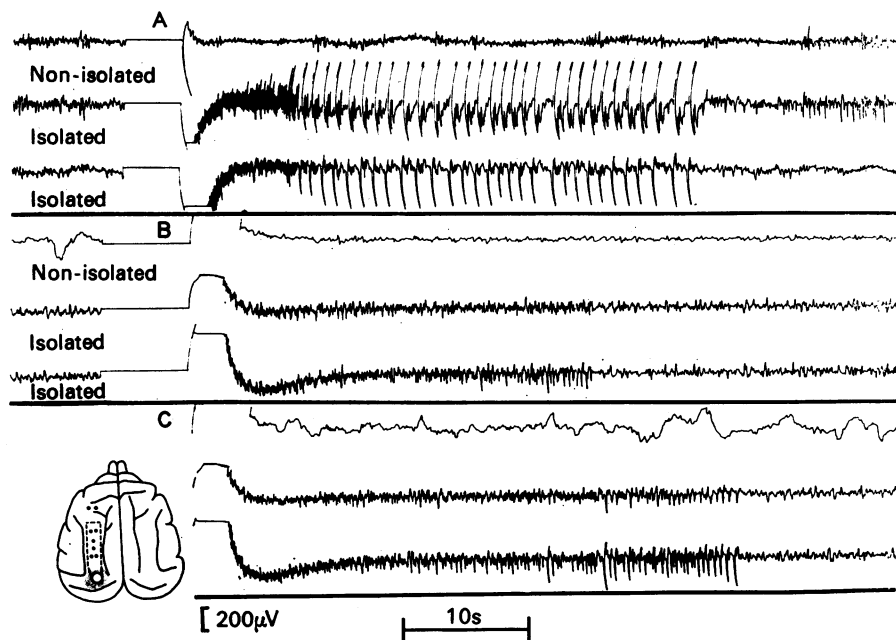 A
Non-isolated
Isolated
Isolated
B
Non-isolated
Isolated
Isolated
C
200µV
10s